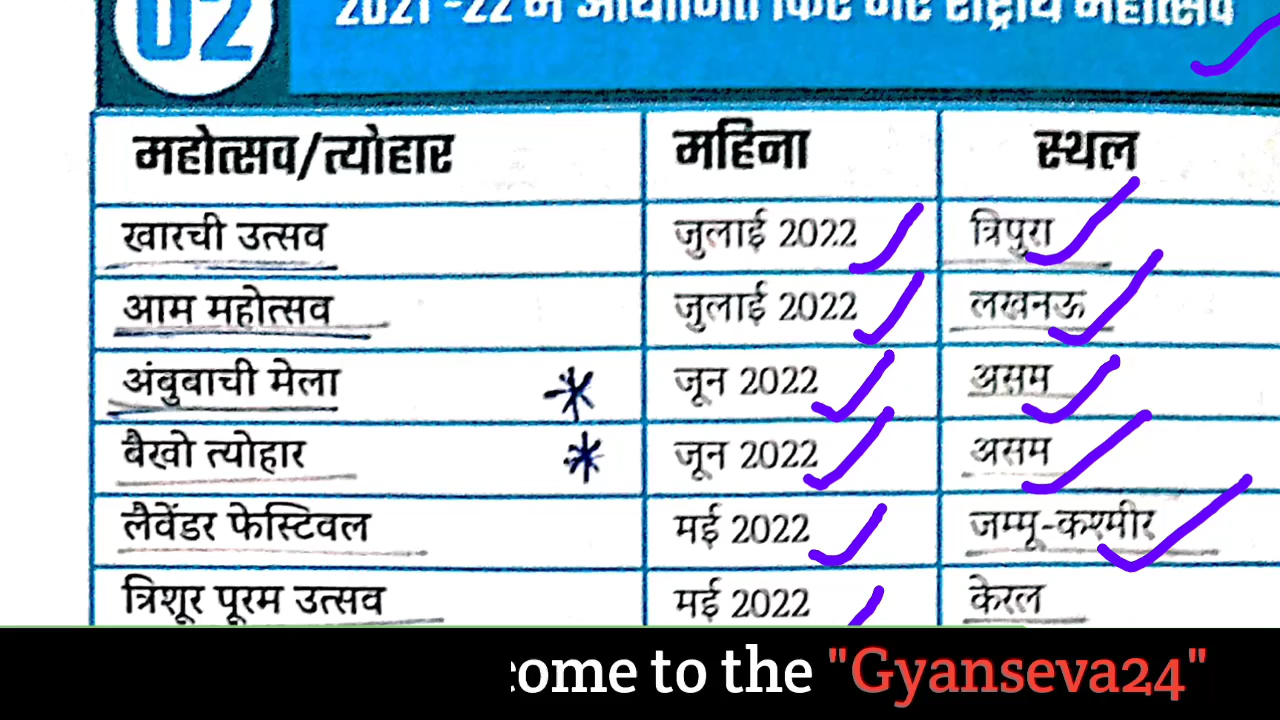 02
2021-22 में आयोजित किए गए राष्ट्रीय महोत्सव
महोत्सव/त्योहार महिना स्थल
खारची उत्सव जुलाई 2022 त्रिपुरा
आम महोत्सव जुलाई 2022 लखनऊ
अंबुबाची मेला जून 2022 असम
बैखो त्योहार जून 2022 असम
लैवेंडर फेस्टिवल मई 2022 जम्मू-कश्मीर
त्रिशूर पूरम उत्सव मई 2022 केरल
come to the "Gyanseva24"